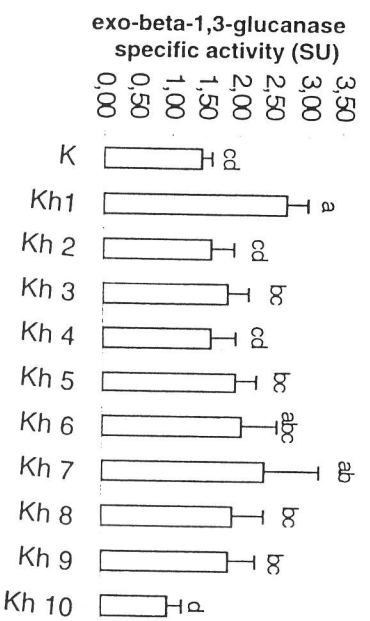 exo-beta-1,3-glucanase
specific activity (SU)
0,00
0,50
1,00
1,50
2,00
2,50
3,00
3,50
K
cd
Kh1
a
Kh 2
cd
Kh 3
bc
Kh 4
cd
Kh 5
bc
Kh 6
abc
Kh 7
ab
Kh 8
bc
Kh 9
bc
Kh 10
d